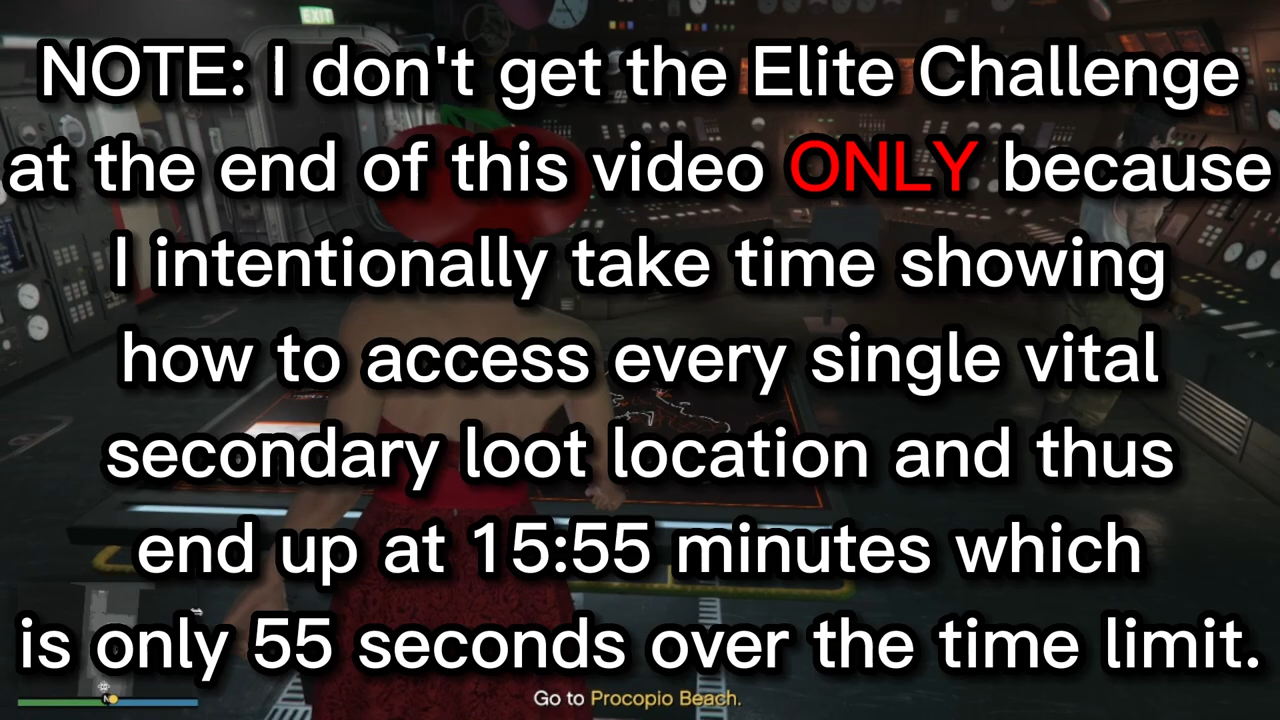 EXIT
NOTE: I don't get the Elite Challenge
at the end of this video ONLY because
I intentionally take time showing
how to access every single vital
secondary loot location and thus
end up at 15:55 minutes which
is only 55 seconds over the time limit.
N
Go to Procopio Beach.